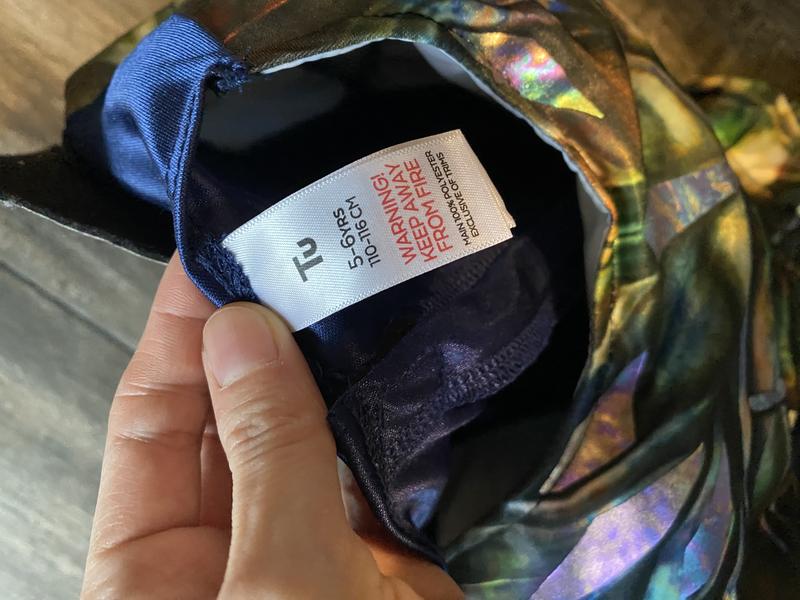 Tu
5-6YRS
110-116CM
WARNING!
KEEP AWAY
FROM FIRE
MAIN 100% POLYESTER
EXCLUSIVE OF TRIMS